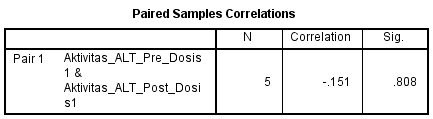 Paired Samples Correlations
N Correlation Sig.
Pair 1 Aktivitas_ALT_Pre_Dosis
1 &
Aktivitas_ALT_Post_Dosi
s1
5 -.151 .808